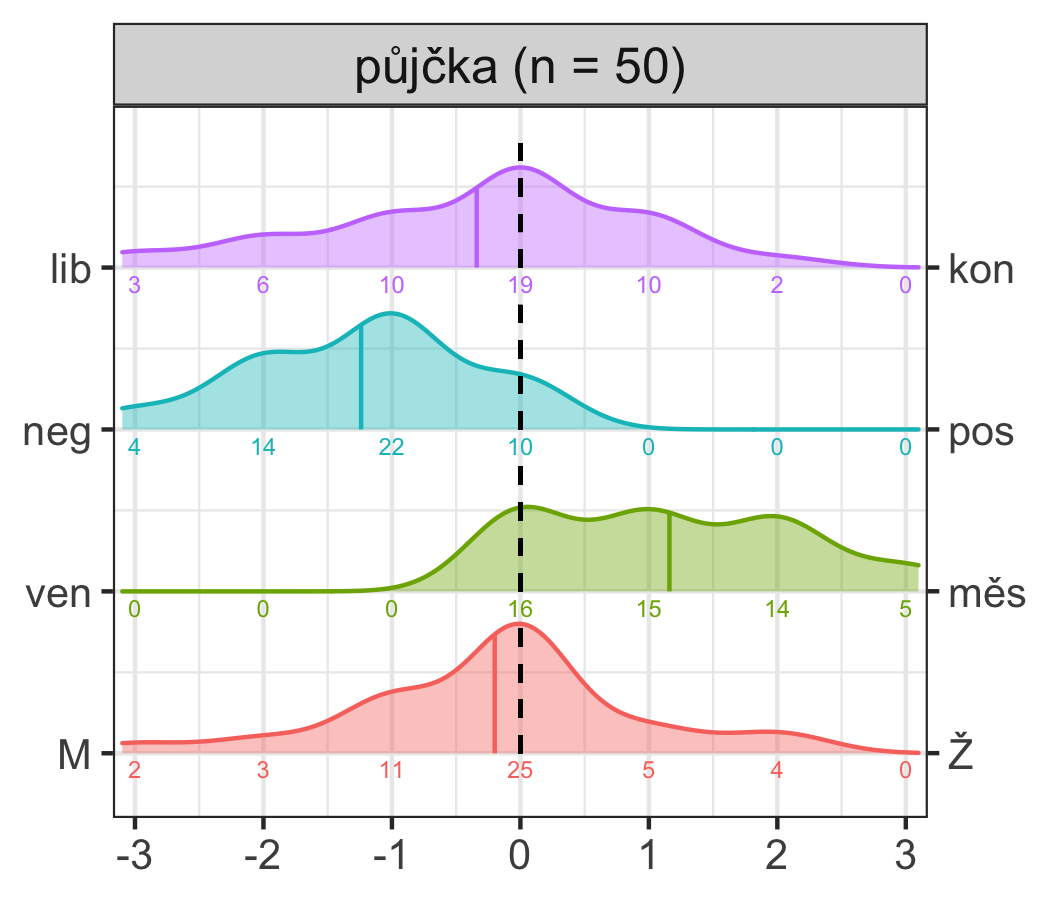 půjčka (n = 50)
lib kon
3 6 10 19 10 2 0
neg pos
4 14 22 10 0 0 0
ven měs
0 0 0 16 15 14 5
M Ž
2 3 11 25 5 4 0
-3 -2 -1 0 1 2 3